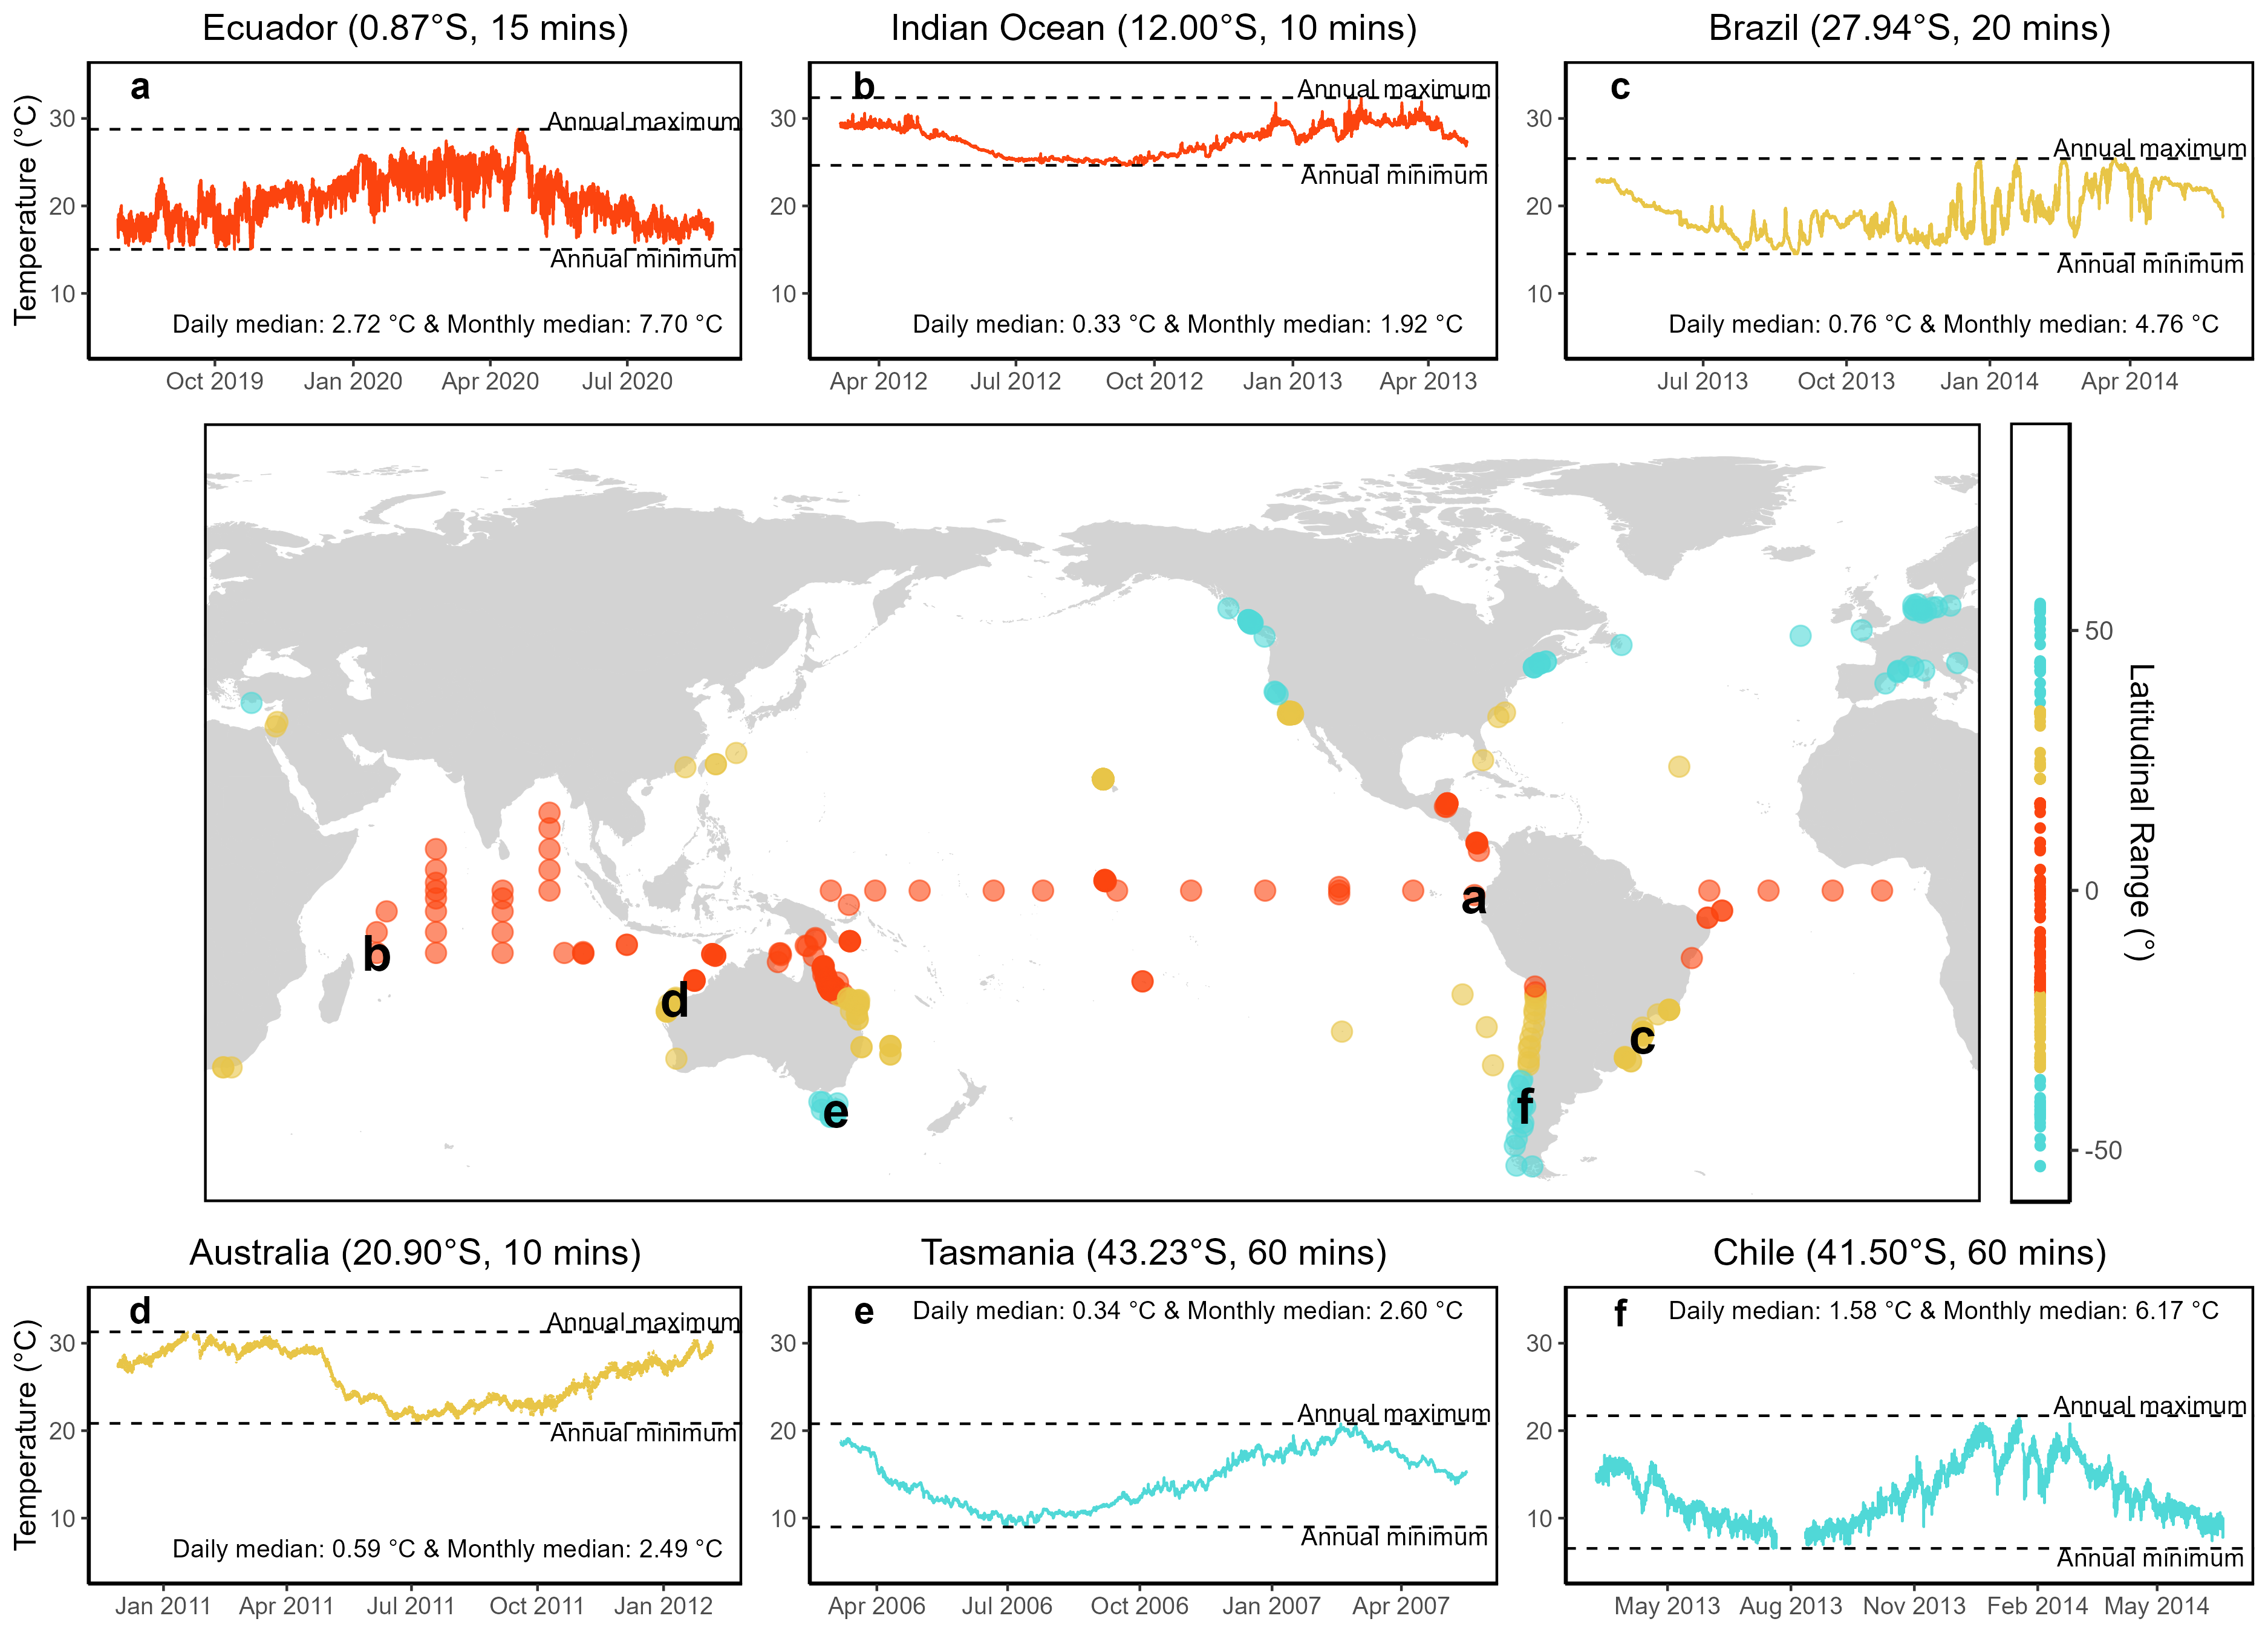 Ecuador (0.87°S, 15 mins)
Indian Ocean (12.00°S, 10 mins)
Brazil (27.94°S, 20 mins)
Temperature (°C)
a
30
20
10
Annual maximum
Annual minimum
Daily median: 2.72 °C & Monthly median: 7.70 °C
Oct 2019 Jan 2020 Apr 2020 Jul 2020
b
30
20
10
Annual maximum
Annual minimum
Daily median: 0.33 °C & Monthly median: 1.92 °C
Apr 2012 Jul 2012 Oct 2012 Jan 2013 Apr 2013
c
30
20
10
Annual maximum
Annual minimum
Daily median: 0.76 °C & Monthly median: 4.76 °C
Jul 2013 Oct 2013 Jan 2014 Apr 2014
a
b
d
c
e
f
50
0
-50
Latitudinal Range (°)
Australia (20.90°S, 10 mins)
Tasmania (43.23°S, 60 mins)
Chile (41.50°S, 60 mins)
Temperature (°C)
d
30
20
10
Annual maximum
Annual minimum
Daily median: 0.59 °C & Monthly median: 2.49 °C
Jan 2011 Apr 2011 Jul 2011 Oct 2011 Jan 2012
e
Daily median: 0.34 °C & Monthly median: 2.60 °C
30
20
10
Annual maximum
Annual minimum
Apr 2006 Jul 2006 Oct 2006 Jan 2007 Apr 2007
f
Daily median: 1.58 °C & Monthly median: 6.17 °C
30
20
10
Annual maximum
Annual minimum
May 2013 Aug 2013 Nov 2013 Feb 2014 May 2014